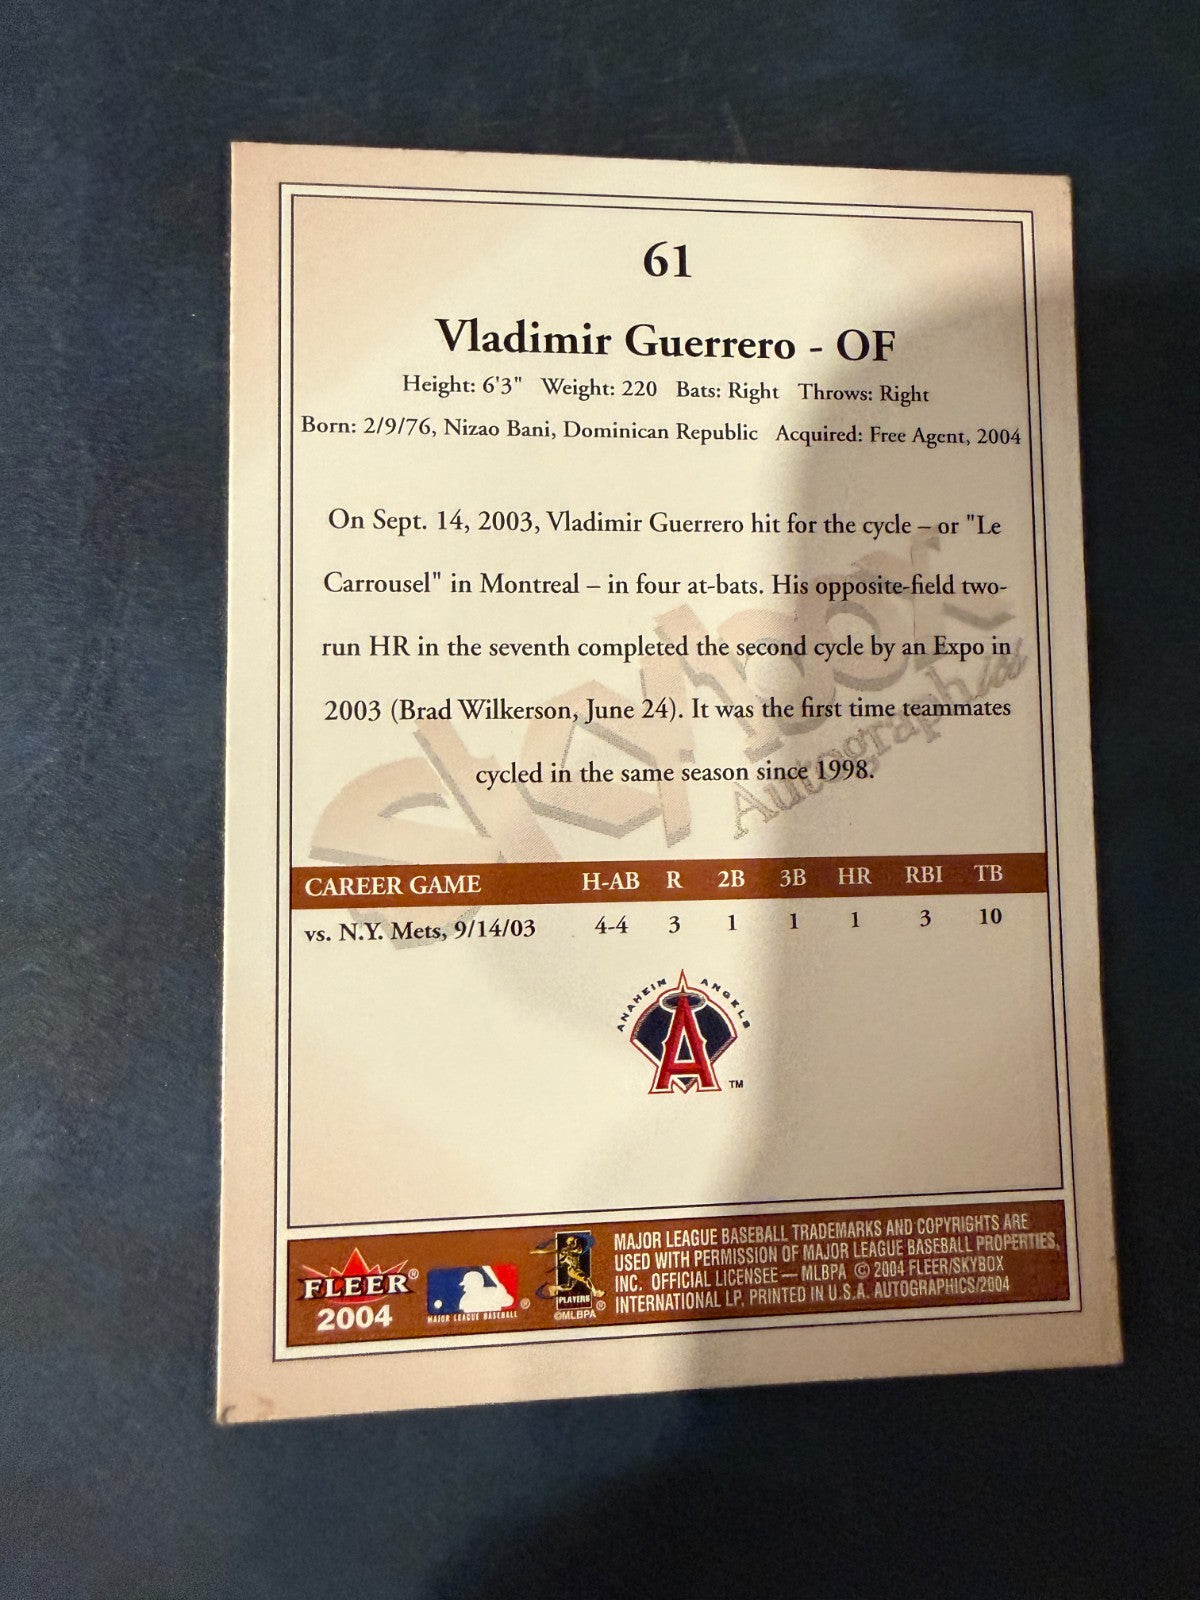 61
Vladimir Guerrero - OF
Height: 6'3" Weight: 220 Bats: Right Throws: Right
Born: 2/9/76, Nizao Bani, Dominican Republic Acquired: Free Agent, 2004
On Sept. 14, 2003, Vladimir Guerrero hit for the cycle – or "Le
Carrousel" in Montreal – in four at-bats. His opposite-field two-
run HR in the seventh completed the second cycle by an Expo in
2003 (Brad Wilkerson, June 24). It was the first time teammates
cycled in the same season since 1998.
Skybox
Autographics
CAREER GAME H-AB R 2B 3B HR RBI TB
vs. N.Y. Mets, 9/14/03 4-4 3 1 1 1 3 10
ANAHEIM ANGELS
A
TM
FLEER®
2004
MAJOR LEAGUE BASEBALL ®
PLAYERS ®
©MLBPA
MAJOR LEAGUE BASEBALL TRADEMARKS AND COPYRIGHTS ARE
USED WITH PERMISSION OF MAJOR LEAGUE BASEBALL PROPERTIES,
INC. OFFICIAL LICENSEE — MLBPA © 2004 FLEER/SKYBOX
INTERNATIONAL LP. PRINTED IN U.S.A. AUTOGRAPHICS/2004